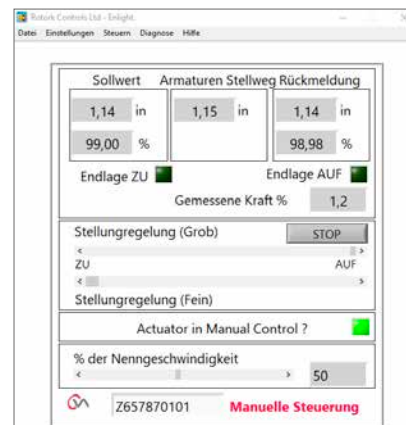 Rotork Controls Ltd - Enlight.
Datei Einstellungen Steuern Diagnose Hilfe
Sollwert Armaturen Stellweg Rückmeldung
1,14 in 1,15 in 1,14 in
99,00 % 98,98 %
Endlage ZU Endlage AUF
Gemessene Kraft % 1,2
Stellungregelung (Grob) STOP
ZU AUF
Stellungregelung (Fein)
Actuator in Manual Control ?
% der Nenngeschwindigkeit
50
Z657870101 Manuelle Steuerung